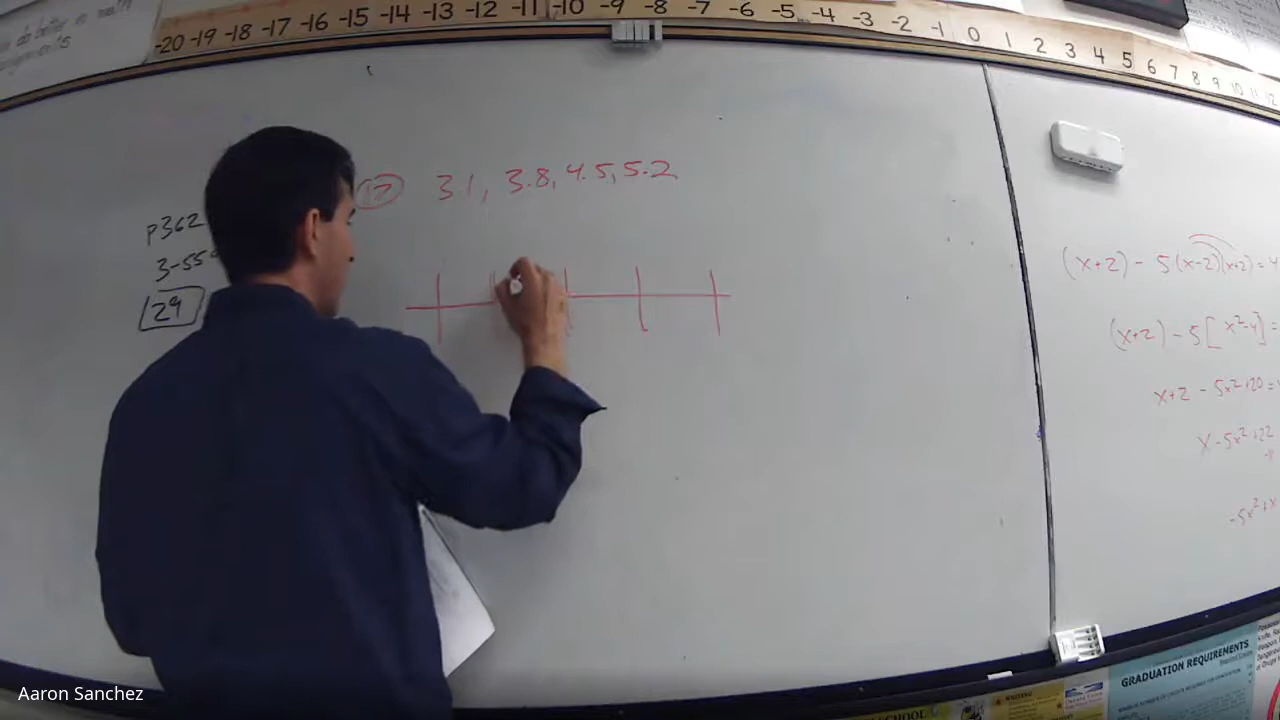 -20 -19 -18 -17 -16 -15 -14 -13 -12 -11 -10 -9 -8 -7 -6 -5 -4 -3 -2 -1 0 1 2 3 4 5 6 7 8 9 10 11 12
17 3.1, 3.8, 4.5, 5.2
p362
3-55
29
(x+2) - 5(x-2)(x+2) = 4
(x+2) - 5[x²-4] =
x+2 - 5x²+20 =
x - 5x²+22
-5x²+x
GRADUATION REQUIREMENTS
SCHOOL
Aaron Sanchez